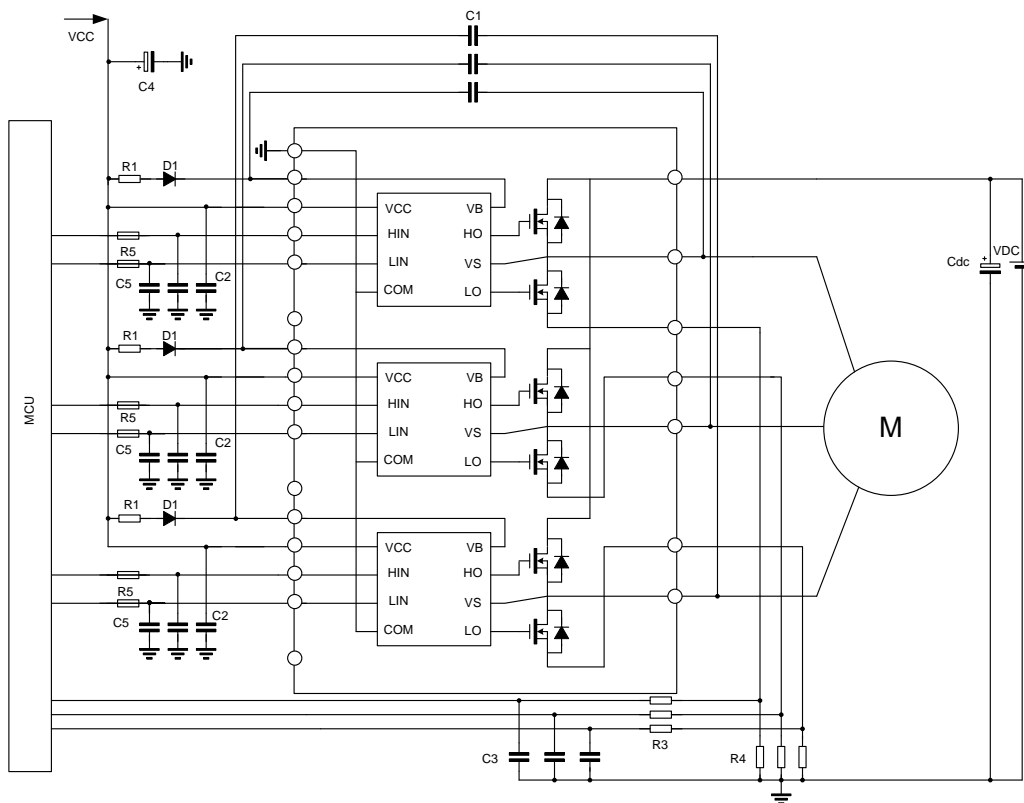 C1
VCC
C4
R1 D1
VCC VB
HIN HO
R5
LIN VS
C5 C2
COM LO
Cdc VDC
R1 D1
VCC VB
HIN HO
R5
LIN VS
C5 C2
COM LO
MCU
M
R1 D1
VCC VB
HIN HO
R5
LIN VS
C5 C2
COM LO
R3
C3 R4